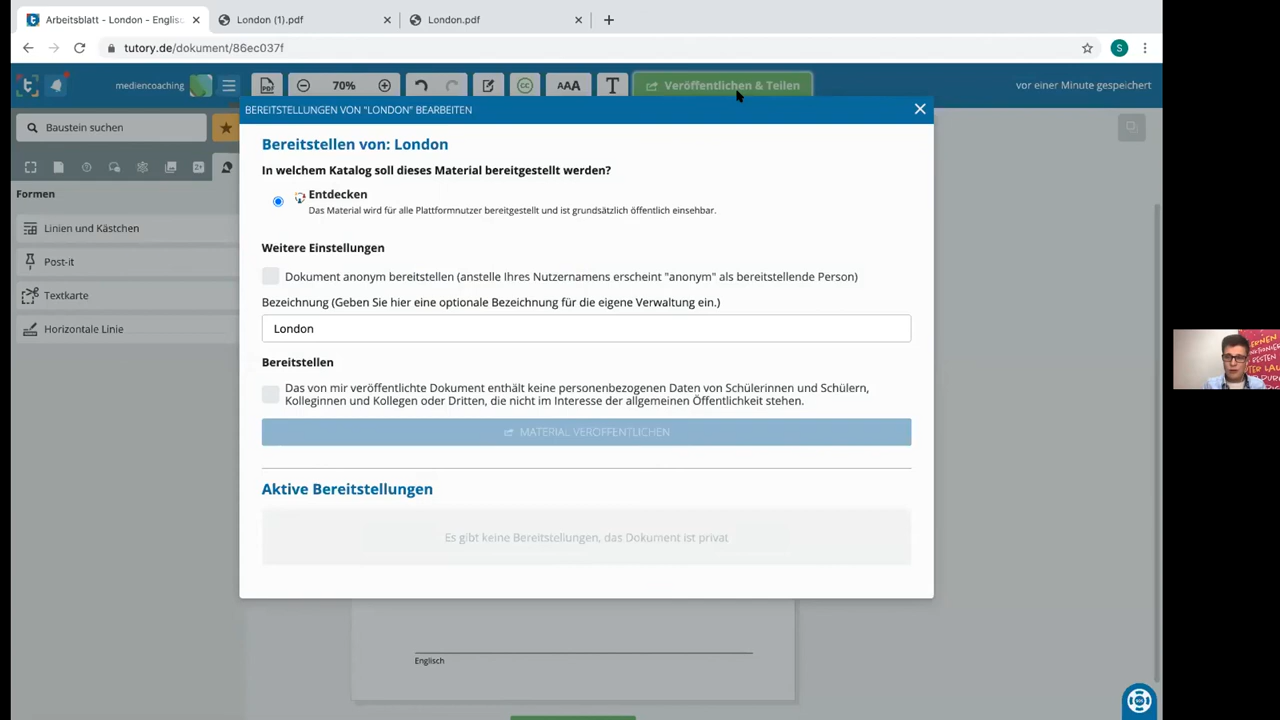 Arbeitsblatt - London - Englisc
London (1).pdf
London.pdf
tutory.de/dokument/86ec037f
S
mediencoaching
PDF
70%
CC
AAA
T
Veröffentlichen & Teilen
vor einer Minute gespeichert
BEREITSTELLUNGEN VON "LONDON" BEARBEITEN
Baustein suchen
Formen
Linien und Kästchen
Post-it
Textkarte
Horizontale Linie
Bereitstellen von: London
In welchem Katalog soll dieses Material bereitgestellt werden?
Entdecken
Das Material wird für alle Plattformnutzer bereitgestellt und ist grundsätzlich öffentlich einsehbar.
Weitere Einstellungen
Dokument anonym bereitstellen (anstelle Ihres Nutzernamens erscheint "anonym" als bereitstellende Person)
Bezeichnung (Geben Sie hier eine optionale Bezeichnung für die eigene Verwaltung ein.)
London
Bereitstellen
Das von mir veröffentlichte Dokument enthält keine personenbezogenen Daten von Schülerinnen und Schülern,
Kolleginnen und Kollegen oder Dritten, die nicht im Interesse der allgemeinen Öffentlichkeit stehen.
MATERIAL VERÖFFENTLICHEN
Aktive Bereitstellungen
Es gibt keine Bereitstellungen, das Dokument ist privat
Englisch